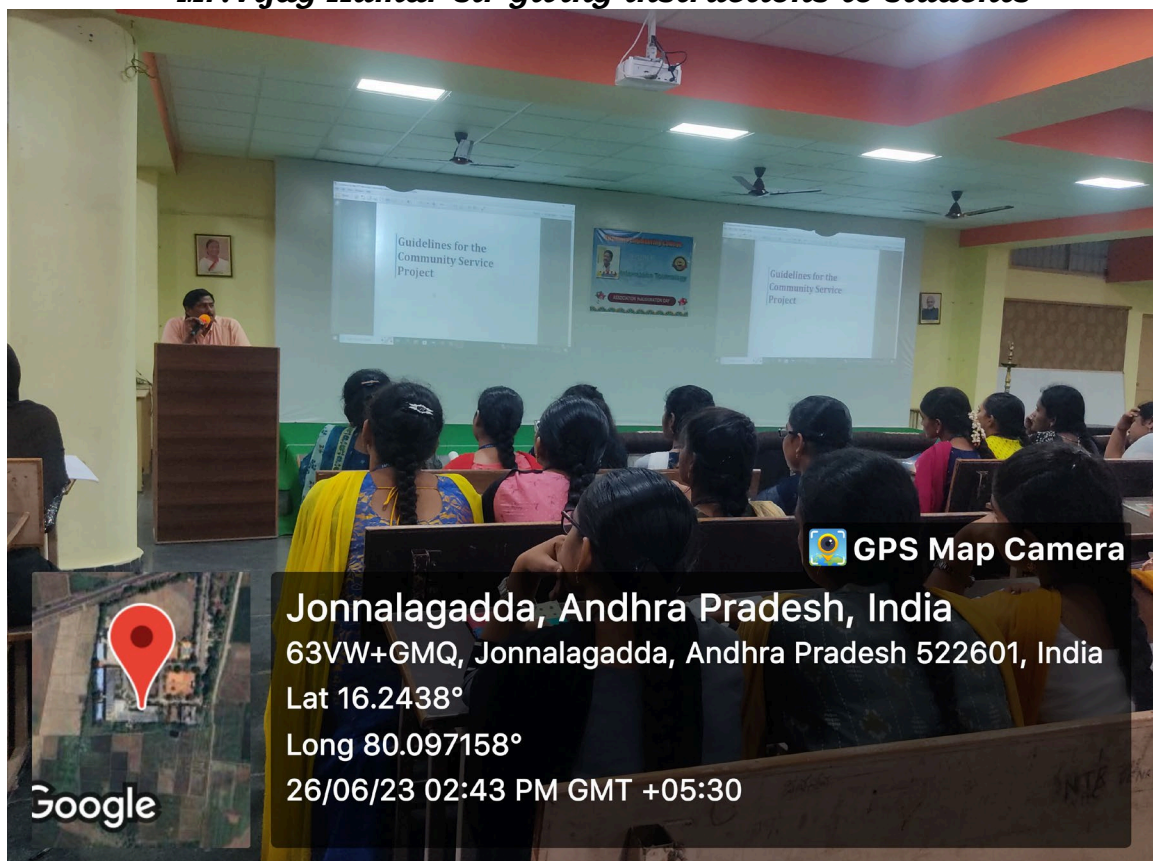 Sir giving instructions to students
Guidelines for the
Community Service
Project
Guidelines for the
Community Service
Project
GPS Map Camera
Jonnalagadda, Andhra Pradesh, India
63VW+GMQ, Jonnalagadda, Andhra Pradesh 522601, India
Lat 16.2438°
Long 80.097158°
26/06/23 02:43 PM GMT +05:30
Google